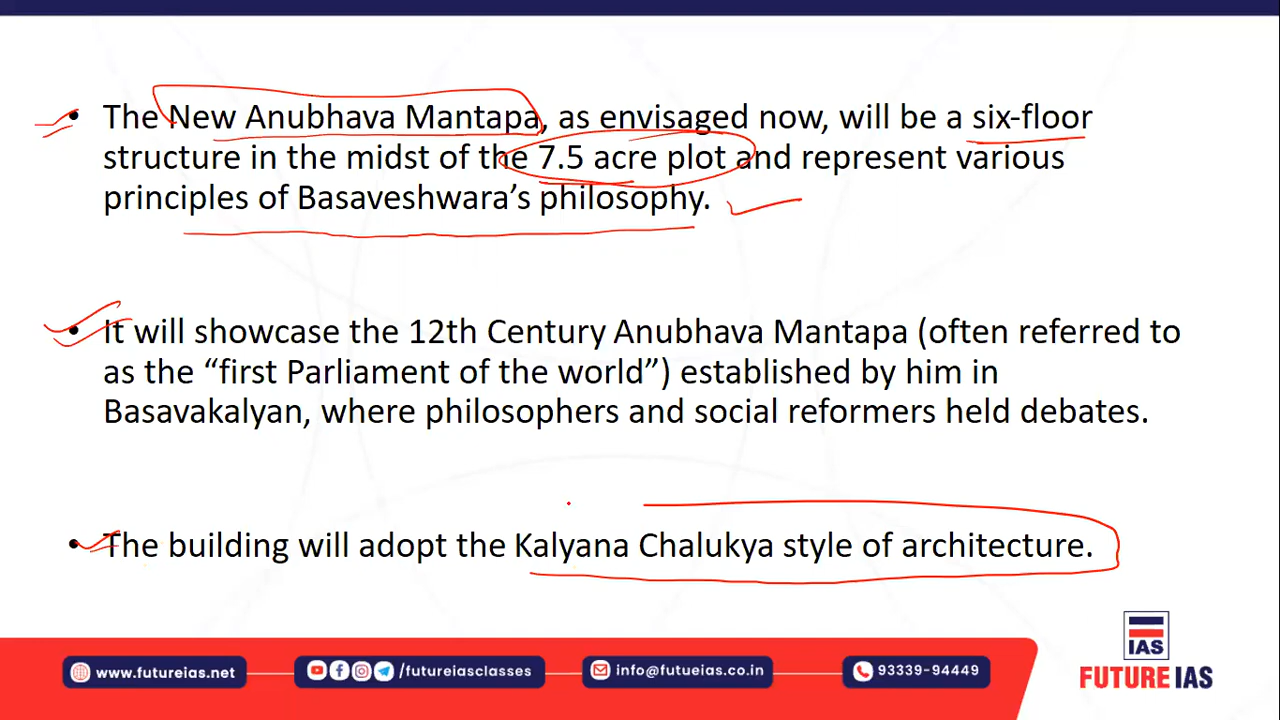 • The New Anubhava Mantapa, as envisaged now, will be a six-floor
structure in the midst of the 7.5 acre plot and represent various
principles of Basaveshwara’s philosophy.
• It will showcase the 12th Century Anubhava Mantapa (often referred to
as the “first Parliament of the world”) established by him in
Basavakalyan, where philosophers and social reformers held debates.
• The building will adopt the Kalyana Chalukya style of architecture.
IAS
www.futureias.net
/futureiasclasses
info@futueias.co.in
93339-94449
FUTURE IAS